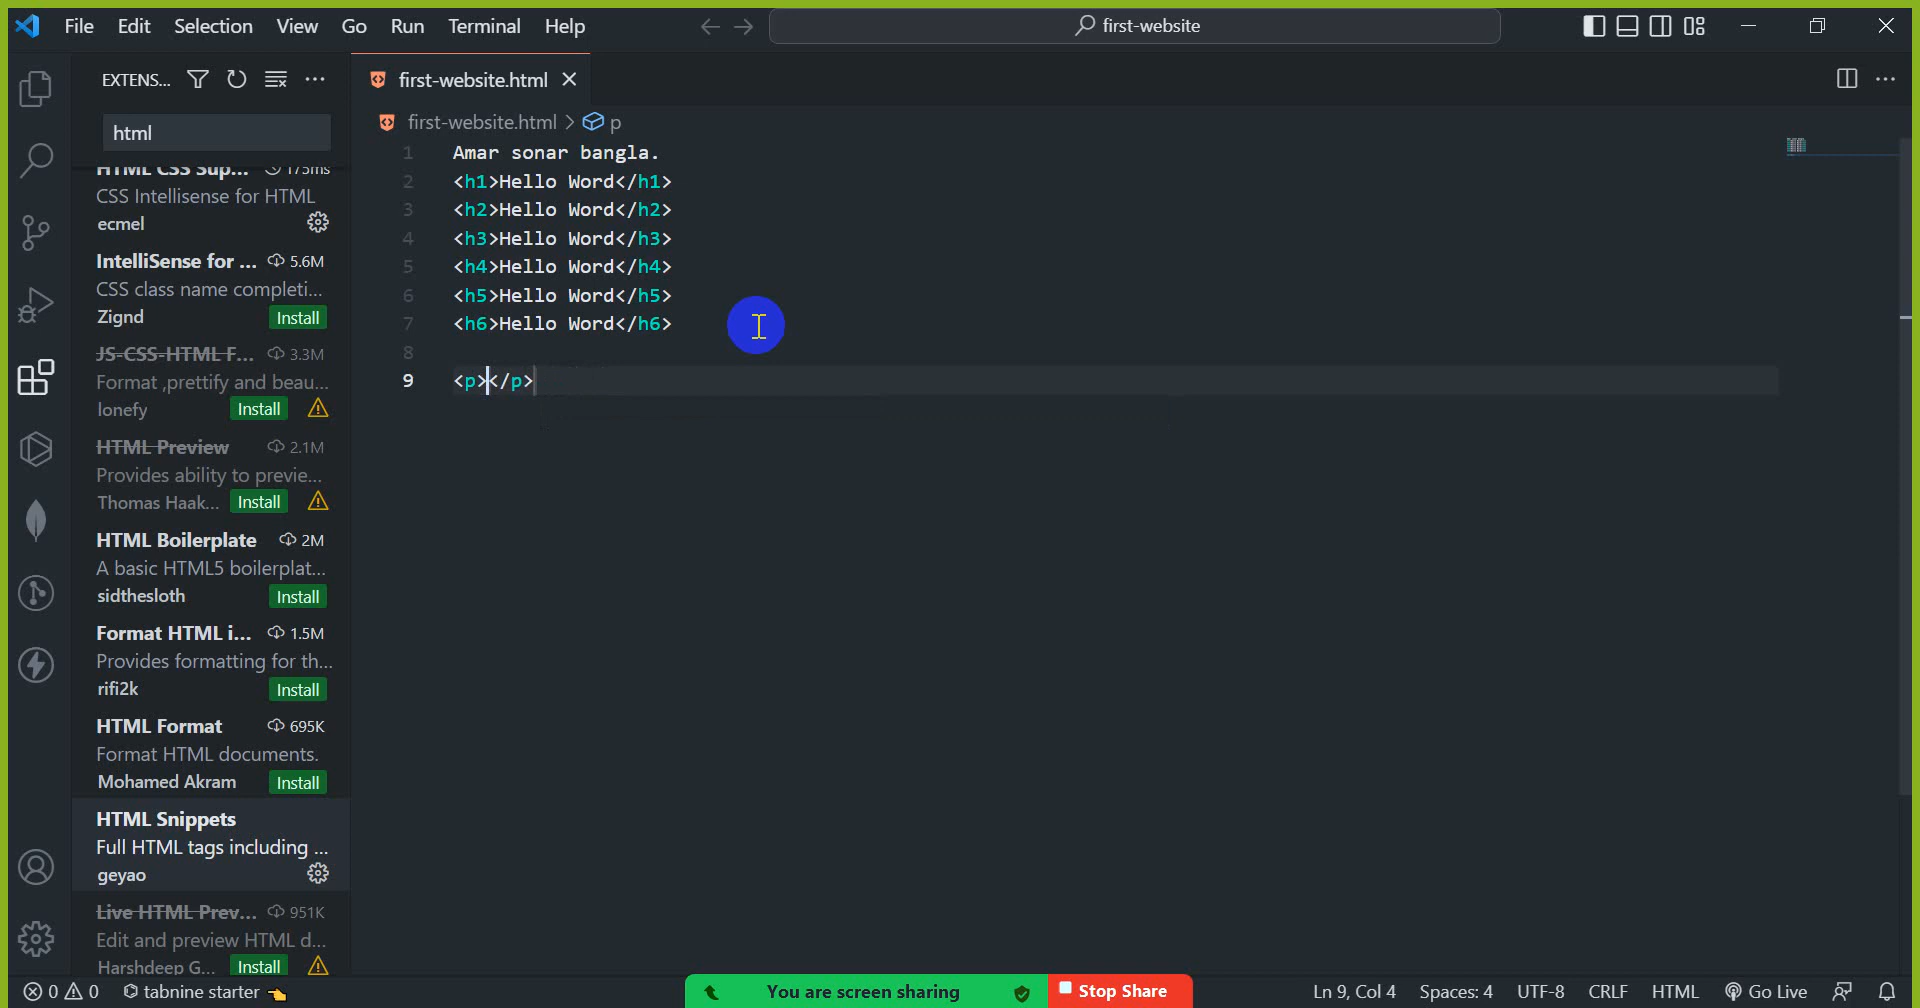 File Edit Selection View Go Run Terminal Help
first-website
EXTENS...
first-website.html
html
first-website.html > p
HTML CSS Sup... 175ms
CSS Intellisense for HTML
ecmel
IntelliSense for ... 5.6M
CSS class name completi...
Zignd Install
JS-CSS-HTML F... 3.3M
Format ,prettify and beau...
lonefy Install
HTML Preview 2.1M
Provides ability to previe...
Thomas Haak... Install
HTML Boilerplate 2M
A basic HTML5 boilerplat...
sidthesloth Install
Format HTML i... 1.5M
Provides formatting for th...
rifi2k Install
HTML Format 695K
Format HTML documents.
Mohamed Akram Install
HTML Snippets
Full HTML tags including ...
geyao
Live HTML Prev... 951K
Edit and preview HTML d...
Harshdeep G... Install
1 Amar sonar bangla.
2 <h1>Hello Word</h1>
3 <h2>Hello Word</h2>
4 <h3>Hello Word</h3>
5 <h4>Hello Word</h4>
6 <h5>Hello Word</h5>
7 <h6>Hello Word</h6>
8
9 <p></p>
0 0 tabnine starter
You are screen sharing Stop Share
Ln 9, Col 4 Spaces: 4 UTF-8 CRLF HTML Go Live